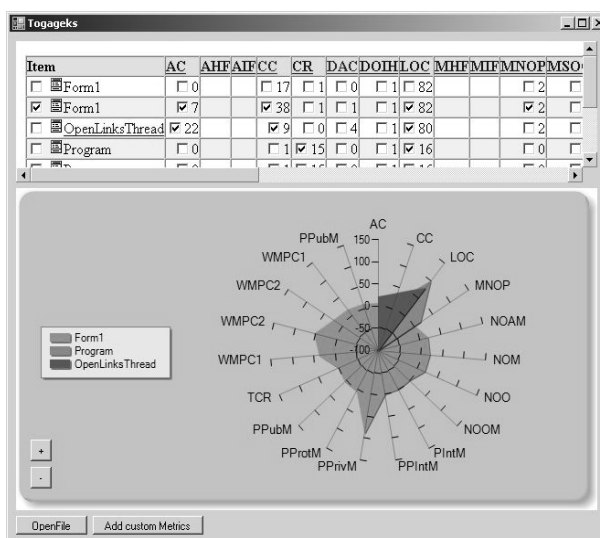 Togageks
Item AC AHF AIF CC CR DAC DOIH LOC MHF MIF MNOP MSO
Form1 0 17 1 0 1 82 2
Form1 7 38 1 1 1 82 2
OpenLinksThread 22 9 0 4 1 80 2
Program 0 1 15 0 1 16 0
AC
PPubM 150 CC
WMPC1 100 LOC
WMPC2 50 MNOP
0
WMPC2 -50 NOAM
Form1
Program
OpenLinksThread
WMPC1 -100 NOM
TCR NOO
PPubM NOOM
PProtM PIntM
PPrivM PPIntM
+
-
OpenFile Add custom Metrics